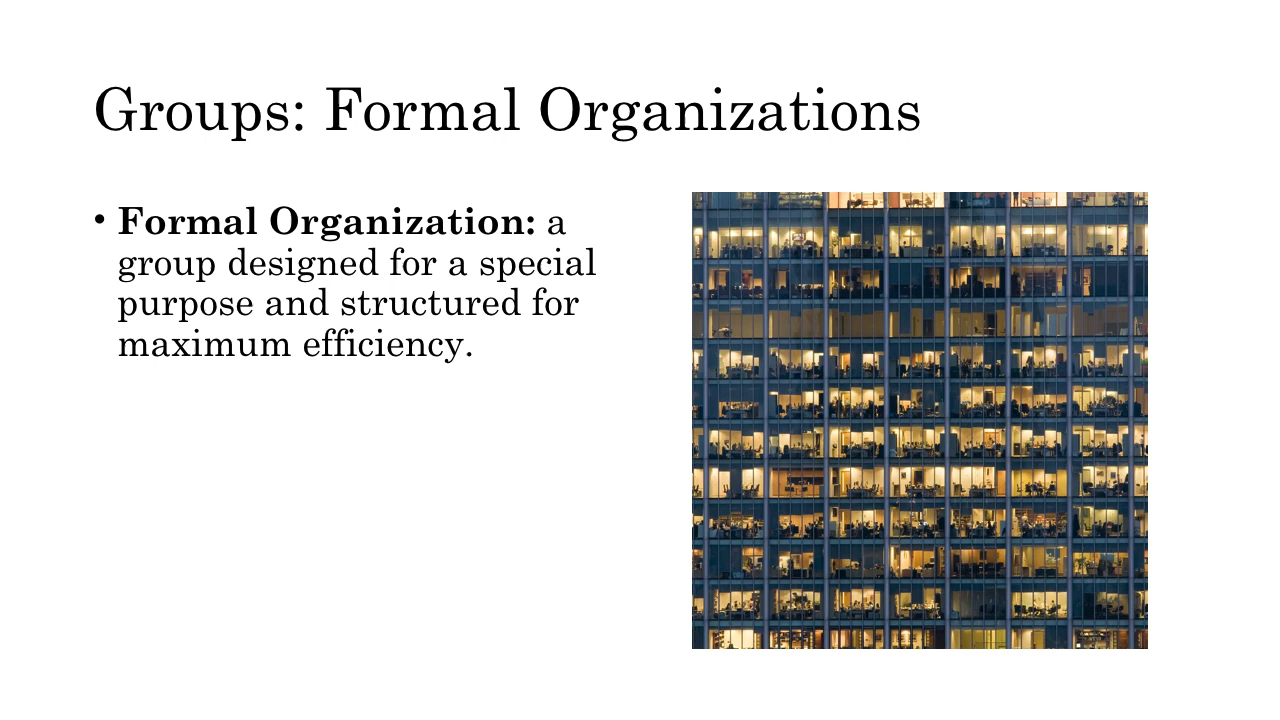 Groups: Formal Organizations
• Formal Organization: a
group designed for a special
purpose and structured for
maximum efficiency.